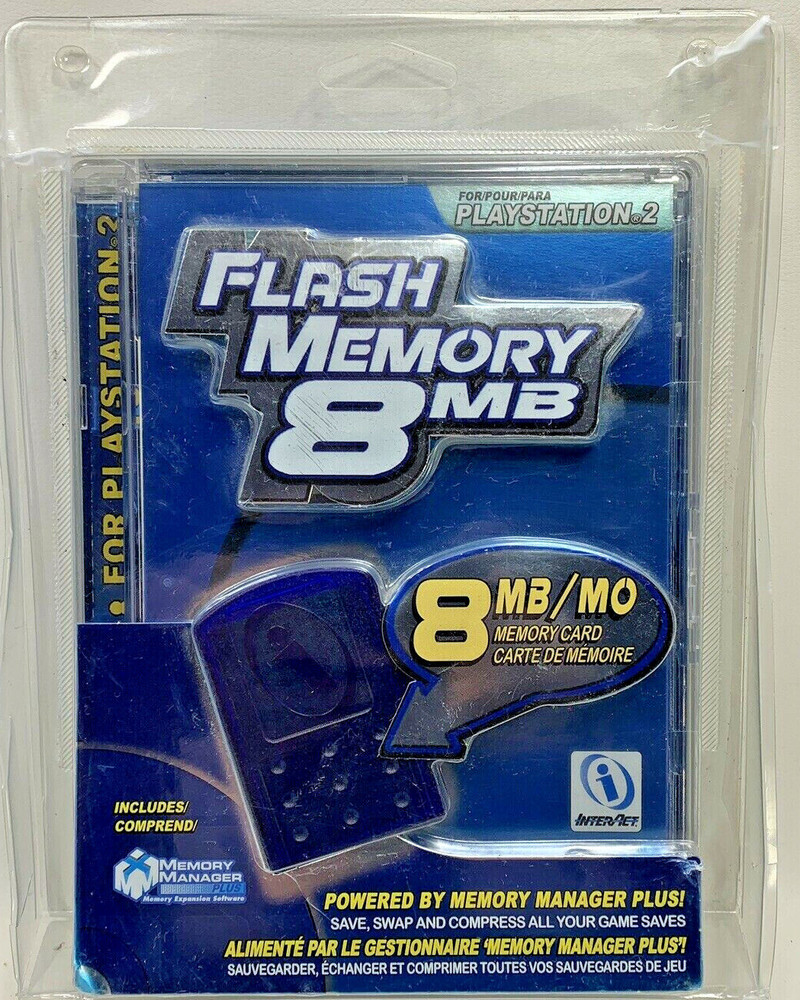 FOR/POUR/PARA
PLAYSTATION®2
FLASH
MEMORY
8MB
FOR PLAYSTATION®2
8 MB/MO
MEMORY CARD
CARTE DE MÉMOIRE
INTERACT
INCLUDES/
COMPREND/
MEMORY
MANAGER
PLUS
Memory Expansion Software
POWERED BY MEMORY MANAGER PLUS!
SAVE, SWAP AND COMPRESS ALL YOUR GAME SAVES
ALIMENTÉ PAR LE GESTIONNAIRE 'MEMORY MANAGER PLUS'!
SAUVEGARDER, ÉCHANGER ET COMPRIMER TOUTES VOS SAUVEGARDES DE JEU